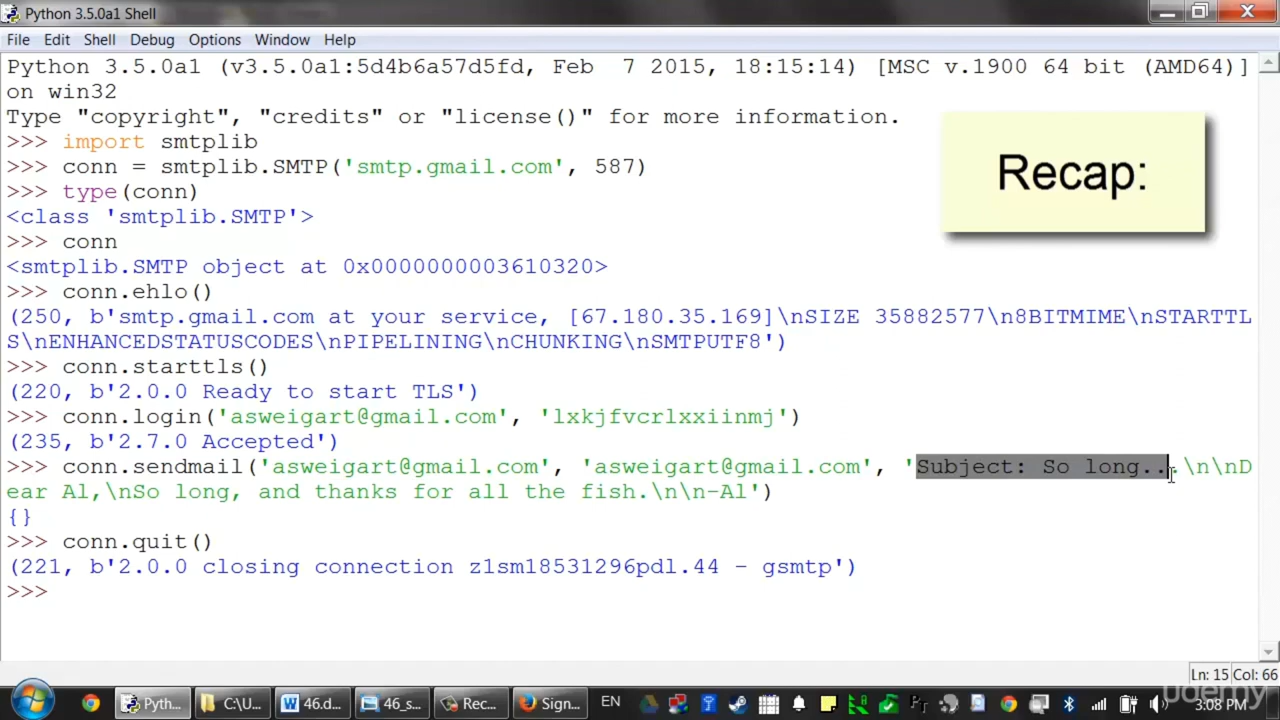 Python 3.5.0a1 Shell
File Edit Shell Debug Options Window Help
Python 3.5.0a1 (v3.5.0a1:5d4b6a57d5fd, Feb  7 2015, 18:15:14) [MSC v.1900 64 bit (AMD64)]
on win32
Type "copyright", "credits" or "license()" for more information.
>>> import smtplib
>>> conn = smtplib.SMTP('smtp.gmail.com', 587)
>>> type(conn)
<class 'smtplib.SMTP'>
>>> conn
<smtplib.SMTP object at 0x0000000003610320>
>>> conn.ehlo()
(250, b'smtp.gmail.com at your service, [67.180.35.169]\nSIZE 35882577\n8BITMIME\nSTARTTL
S\nENHANCEDSTATUSCODES\nPIPELINING\nCHUNKING\nSMTPUTF8')
>>> conn.starttls()
(220, b'2.0.0 Ready to start TLS')
>>> conn.login('asweigart@gmail.com', 'lxkjfvcrlxxiinmj')
(235, b'2.7.0 Accepted')
>>> conn.sendmail('asweigart@gmail.com', 'asweigart@gmail.com', 'Subject: So long...\n\nD
ear Al,\nSo long, and thanks for all the fish.\n\n-Al')
{}
>>> conn.quit()
(221, b'2.0.0 closing connection z1sm18531296pdl.44 - gsmtp')
>>>
Recap:
Ln: 15 Col: 66
Pyth... C:\U... 46.d... 46_s... Rec... Sign... EN 3:08 PM
udemy